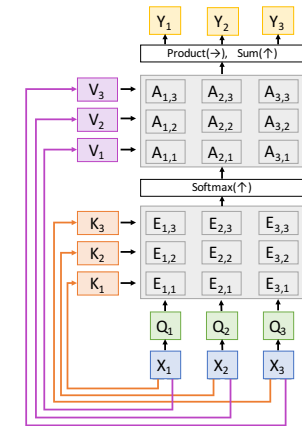 Y1 Y2 Y3
Product(→), Sum(↑)
V3 A1,3 A2,3 A3,3
V2 A1,2 A2,2 A3,2
V1 A1,1 A2,1 A3,1
Softmax(↑)
K3 E1,3 E2,3 E3,3
K2 E1,2 E2,2 E3,2
K1 E1,1 E2,1 E3,1
Q1 Q2 Q3
X1 X2 X3